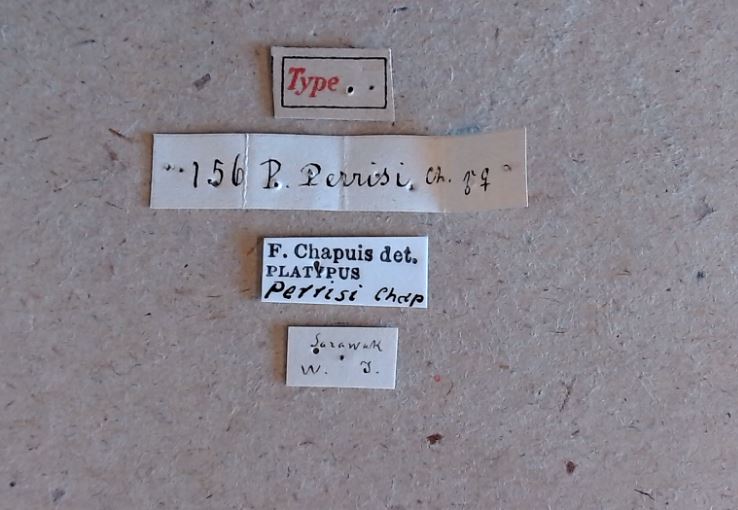 Type
156 P. Perrisi, Ch. ♀♀
F. Chapuis det.
PLATYPUS
Perrisi Chap
Sarawak
W. J.